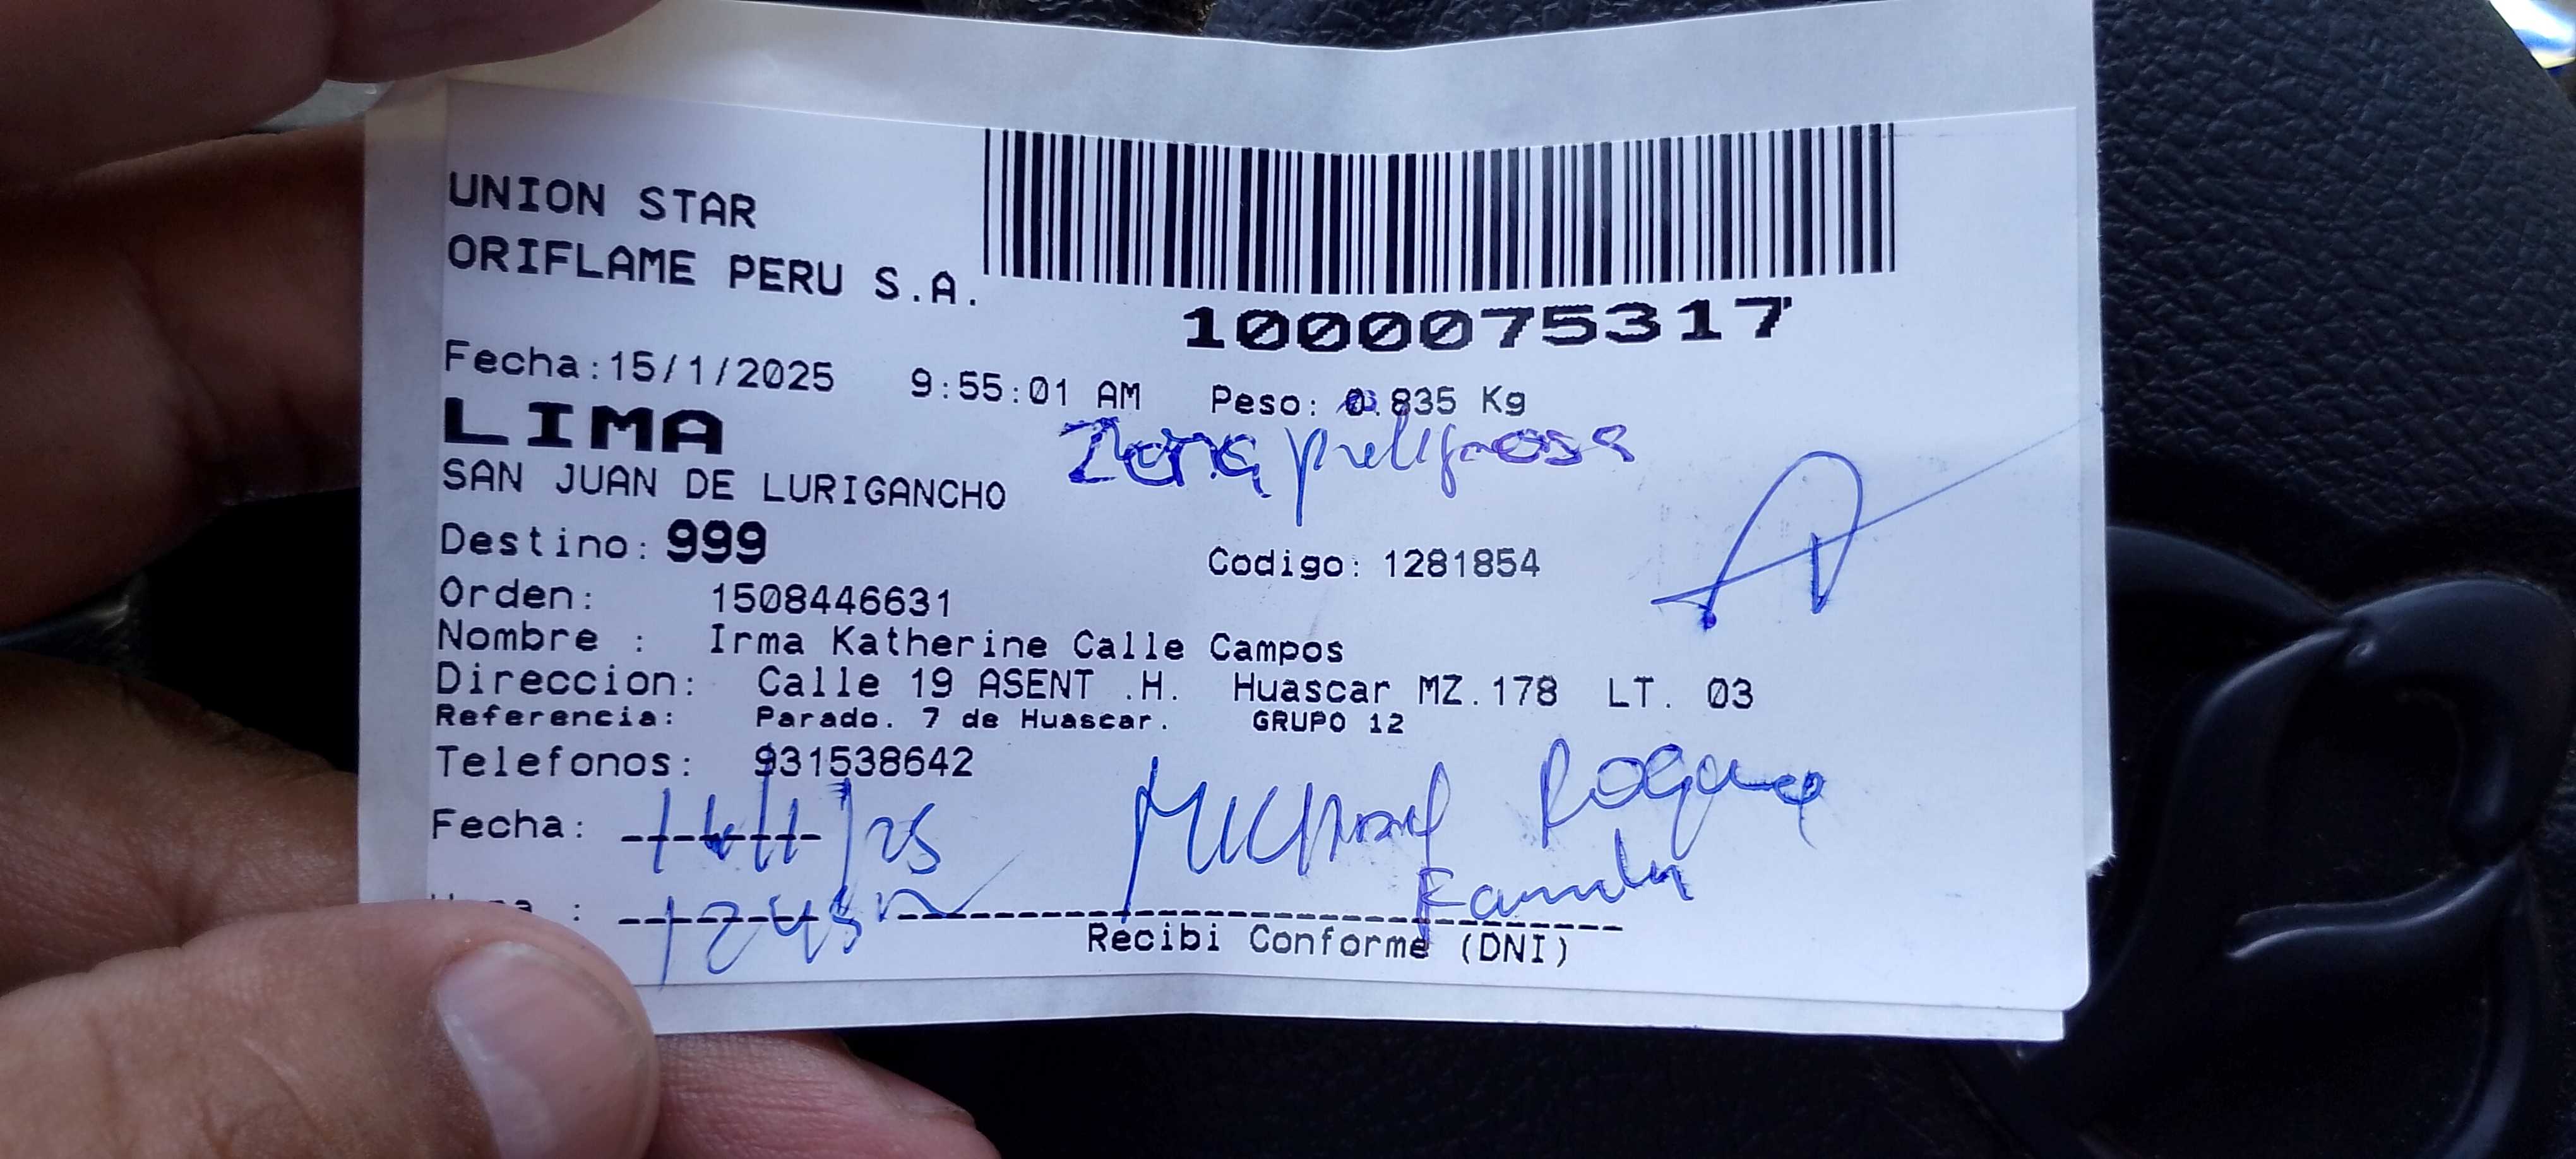 UNION STAR
ORIFLAME PERU S.A.
1000075317
Fecha:15/1/2025 9:55:01 AM Peso: 0.835 Kg
LIMA
Zona peligrosa
SAN JUAN DE LURIGANCHO
Destino: 999 Codigo: 1281854
Orden: 1508446631
Nombre : Irma Katherine Calle Campos
Direccion: Calle 19 ASENT .H. Huascar MZ.178 LT. 03
Referencia: Parado. 7 de Huascar. GRUPO 12
Telefonos: 931538642
Fecha: 16/1/25
:
Recibi Conforme (DNI)